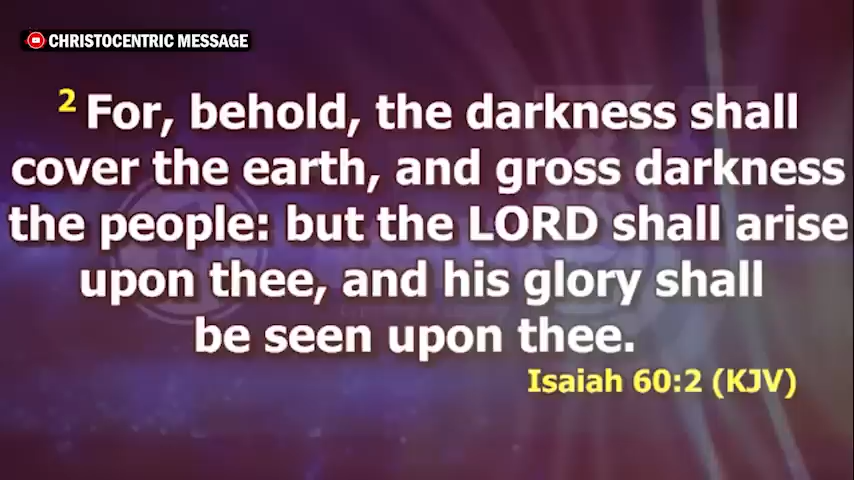 CHRISTOCENTRIC MESSAGE
2 For, behold, the darkness shall
cover the earth, and gross darkness
the people: but the LORD shall arise
upon thee, and his glory shall
be seen upon thee.
Isaiah 60:2 (KJV)